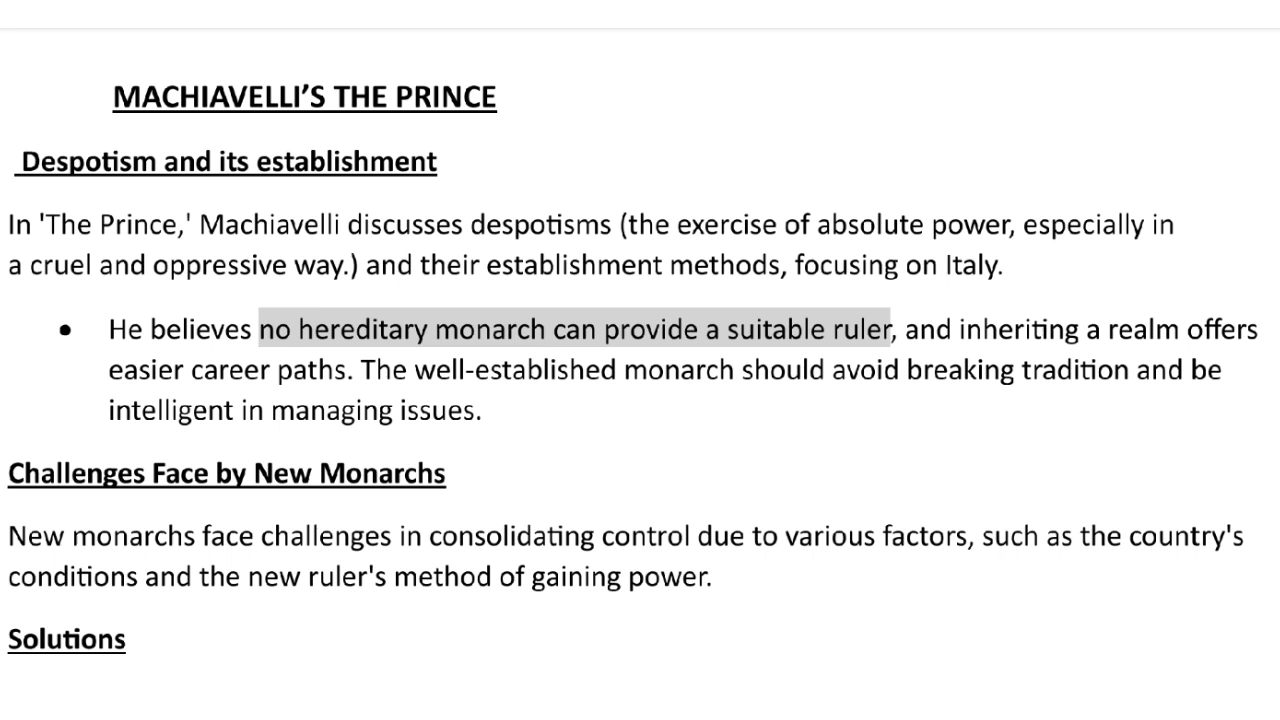 MACHIAVELLI'S THE PRINCE
Despotism and its establishment
In 'The Prince,' Machiavelli discusses despotisms (the exercise of absolute power, especially in
a cruel and oppressive way.) and their establishment methods, focusing on Italy.
• He believes no hereditary monarch can provide a suitable ruler, and inheriting a realm offers
easier career paths. The well-established monarch should avoid breaking tradition and be
intelligent in managing issues.
Challenges Face by New Monarchs
New monarchs face challenges in consolidating control due to various factors, such as the country's
conditions and the new ruler's method of gaining power.
Solutions